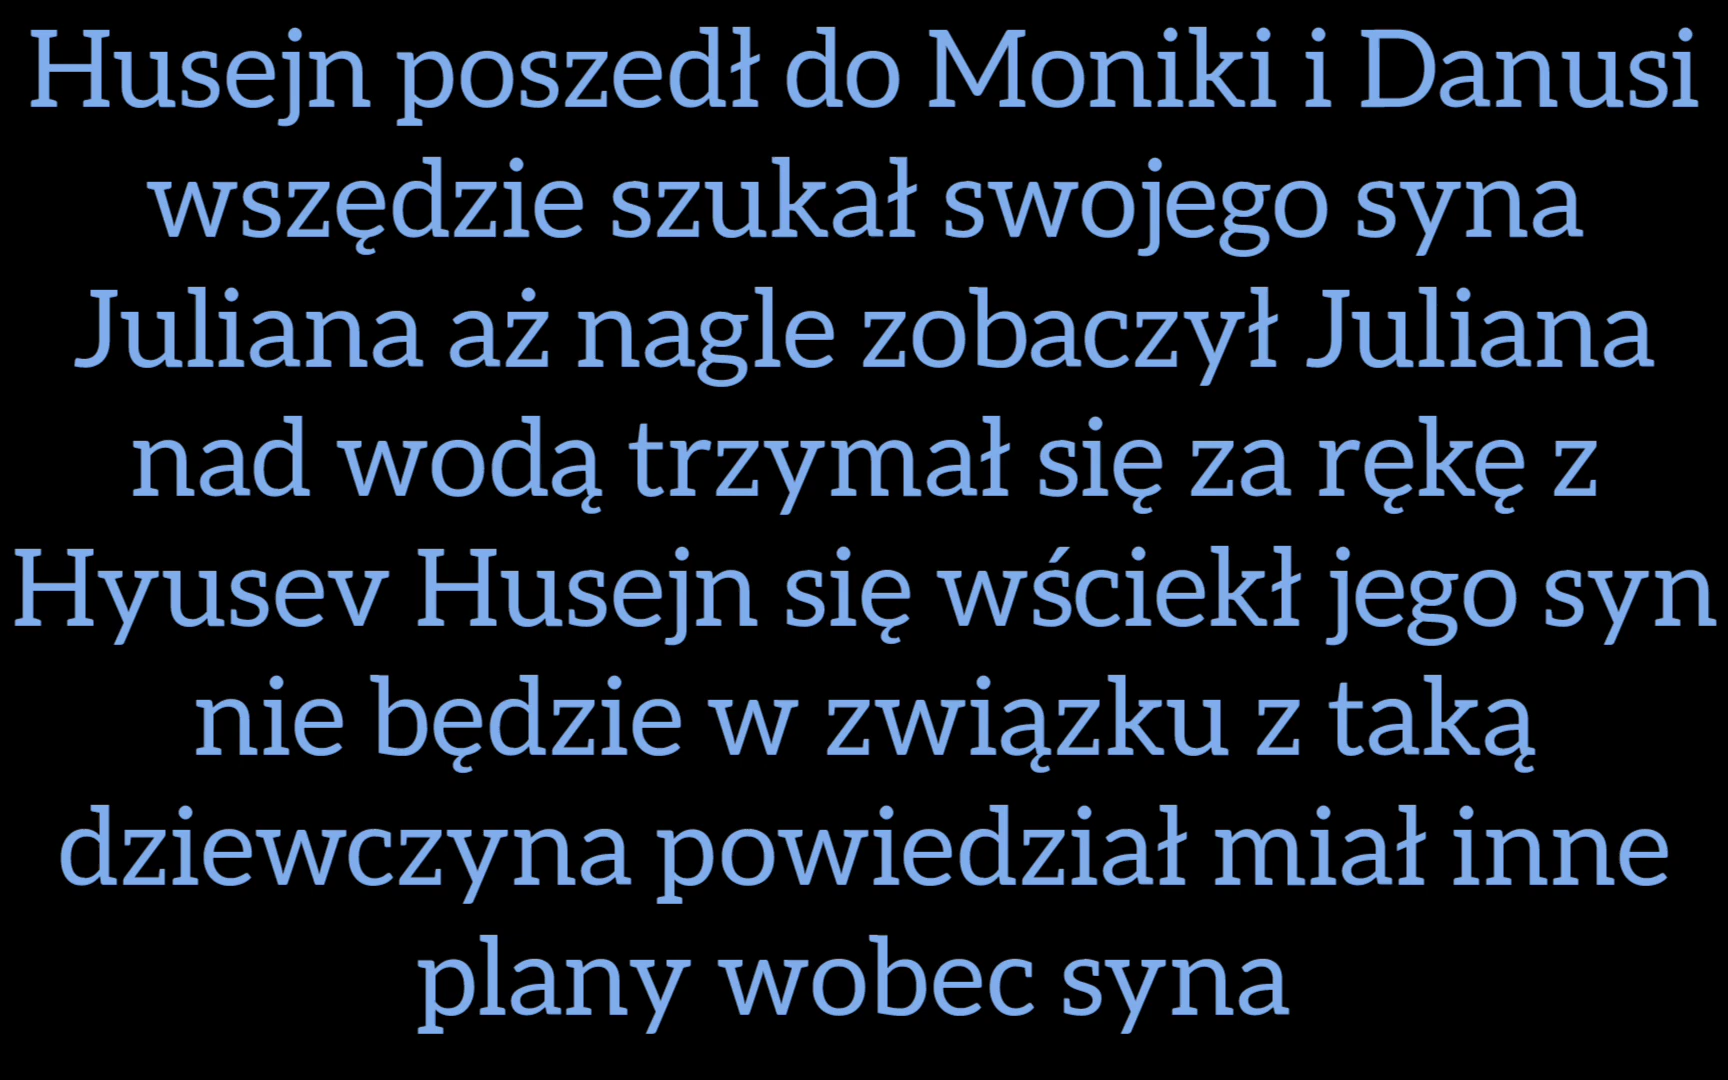 Husejn poszedł do Moniki i Danusi
wszędzie szukał swojego syna
Juliana aż nagle zobaczył Juliana
nad wodą trzymał się za rękę z
Hyusev Husejn się wściekł jego syn
nie będzie w związku z taką
dziewczyna powiedział miał inne
plany wobec syna